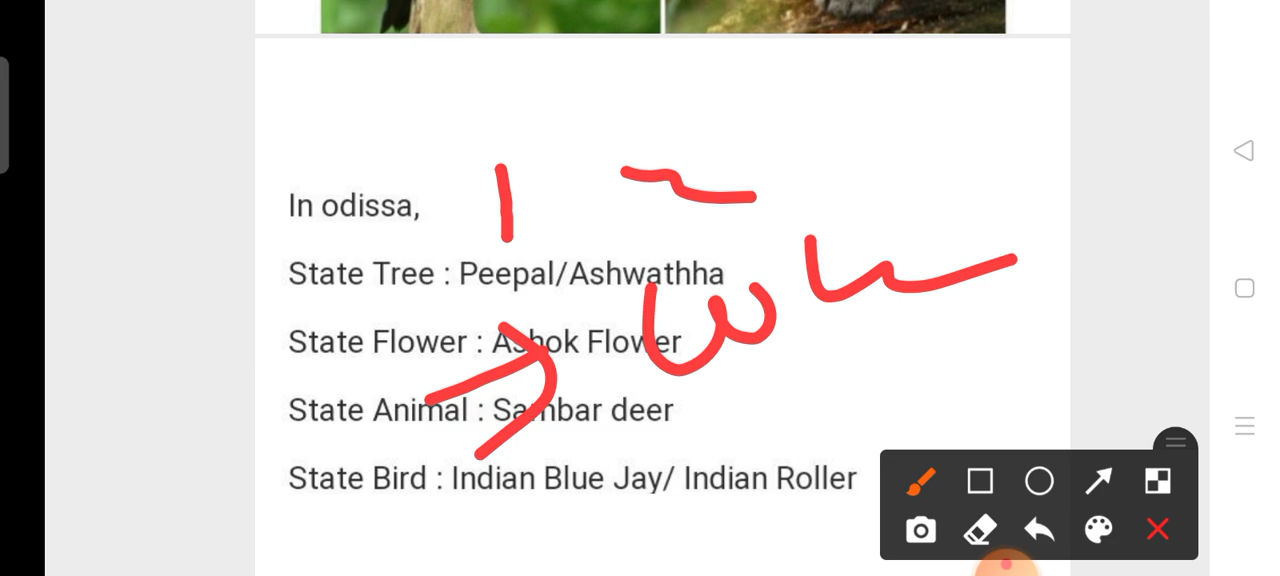 In odissa,
State Tree : Peepal/Ashwathha
State Flower : Ashok Flower
State Animal : Sambar deer
State Bird : Indian Blue Jay/ Indian Roller